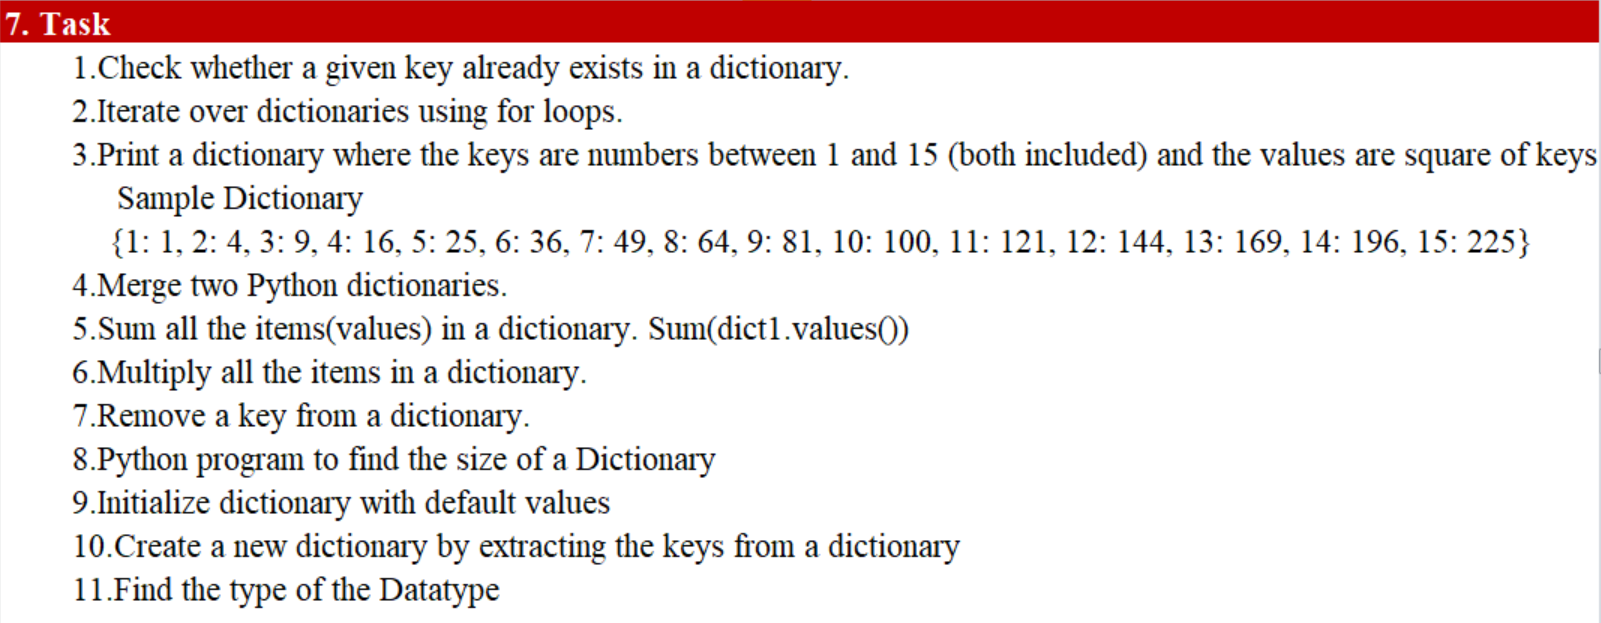 7. Task
1.Check whether a given key already exists in a dictionary.
2.Iterate over dictionaries using for loops.
3.Print a dictionary where the keys are numbers between 1 and 15 (both included) and the values are square of keys
Sample Dictionary
{1: 1, 2: 4, 3: 9, 4: 16, 5: 25, 6: 36, 7: 49, 8: 64, 9: 81, 10: 100, 11: 121, 12: 144, 13: 169, 14: 196, 15: 225}
4.Merge two Python dictionaries.
5.Sum all the items(values) in a dictionary. Sum(dict1.values())
6.Multiply all the items in a dictionary.
7.Remove a key from a dictionary.
8.Python program to find the size of a Dictionary
9.Initialize dictionary with default values
10.Create a new dictionary by extracting the keys from a dictionary
11.Find the type of the Datatype